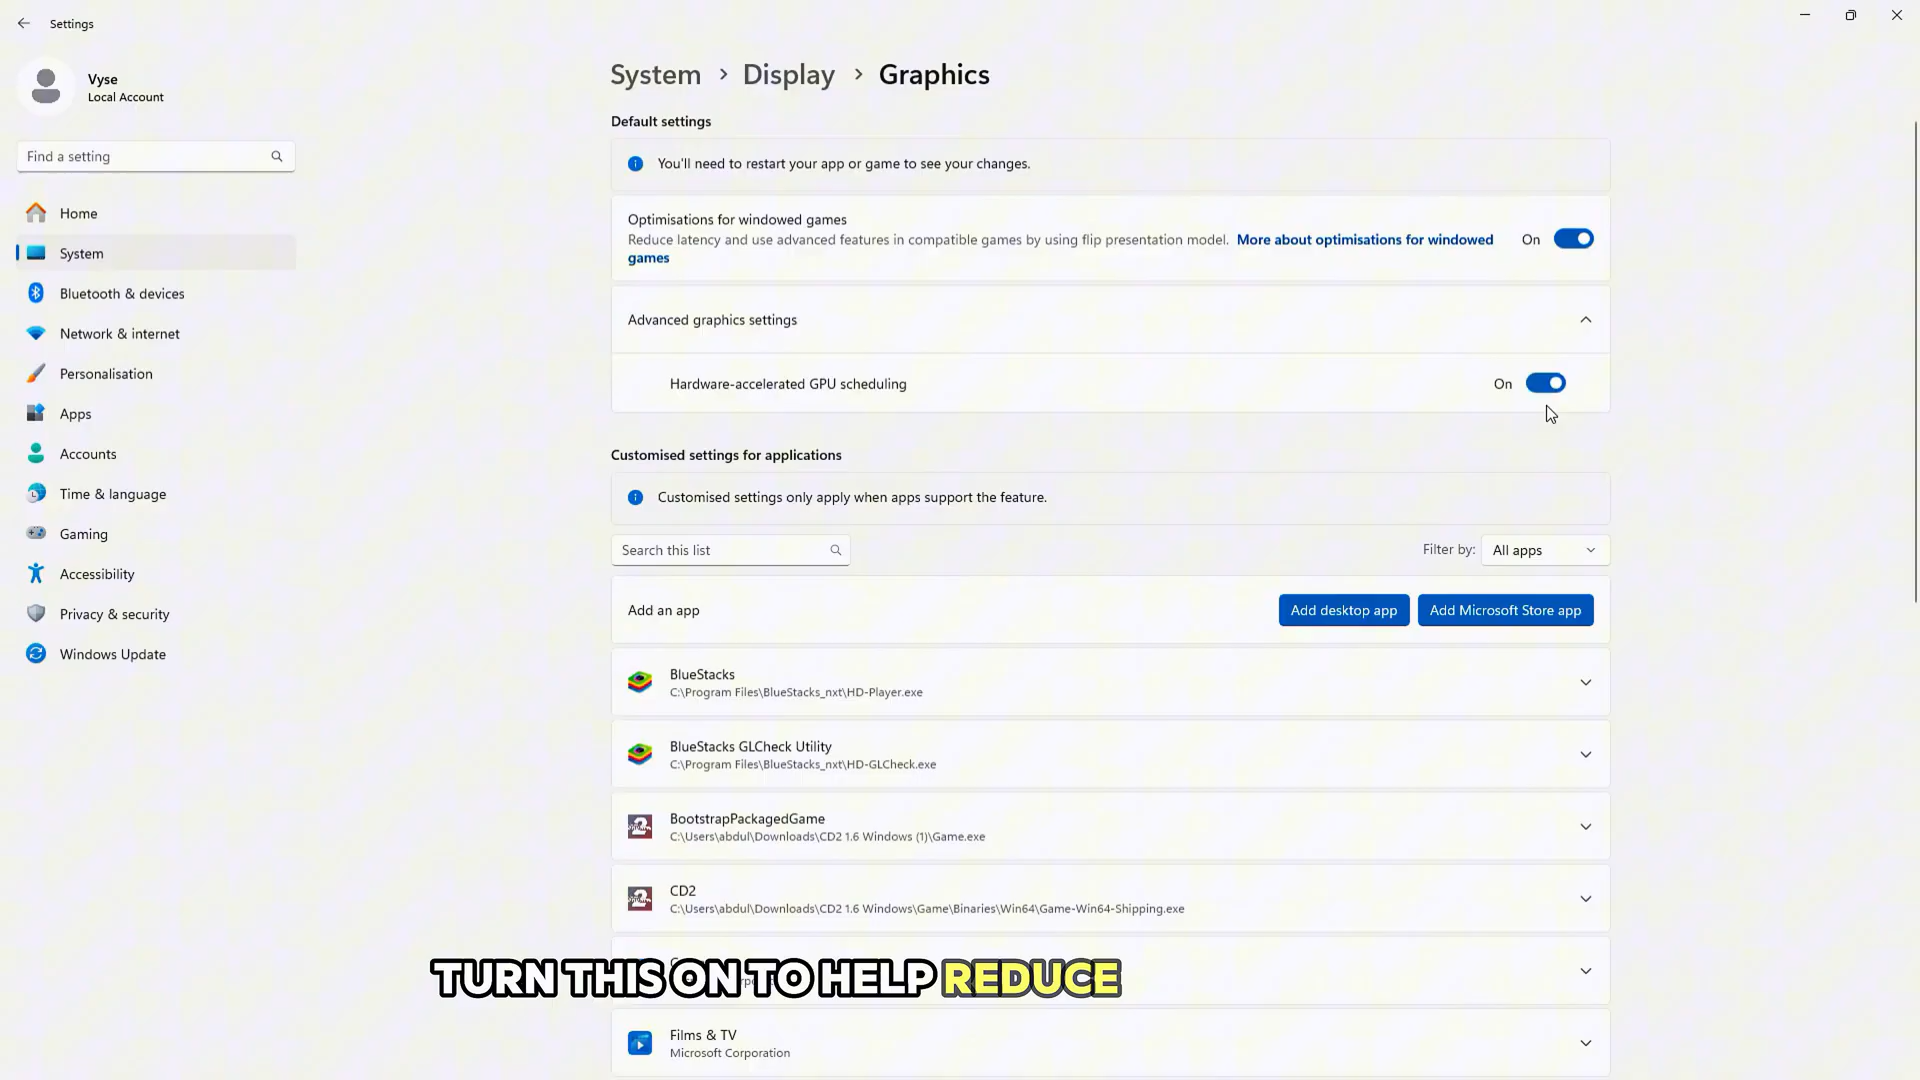 Settings
Vyse
Local Account
Find a setting
Home
System
Bluetooth & devices
Network & internet
Personalisation
Apps
Accounts
Time & language
Gaming
Accessibility
Privacy & security
Windows Update
System > Display > Graphics
Default settings
You'll need to restart your app or game to see your changes.
Optimisations for windowed games
Reduce latency and use advanced features in compatible games by using flip presentation model. More about optimisations for windowed
games
On
Advanced graphics settings
Hardware-accelerated GPU scheduling
On
Customised settings for applications
Customised settings only apply when apps support the feature.
Search this list
Filter by: All apps
Add an app
Add desktop app
Add Microsoft Store app
BlueStacks
C:\Program Files\BlueStacks_nxt\HD-Player.exe
BlueStacks GLCheck Utility
C:\Program Files\BlueStacks_nxt\HD-GLCheck.exe
BootstrapPackagedGame
C:\Users\abdul\Downloads\CD2 1.6 Windows (1)\Game.exe
CD2
C:\Users\abdul\Downloads\CD2 1.6 Windows\Game\Binaries\Win64\Game-Win64-Shipping.exe
TURN THIS ON TO HELP REDUCE
Films & TV
Microsoft Corporation